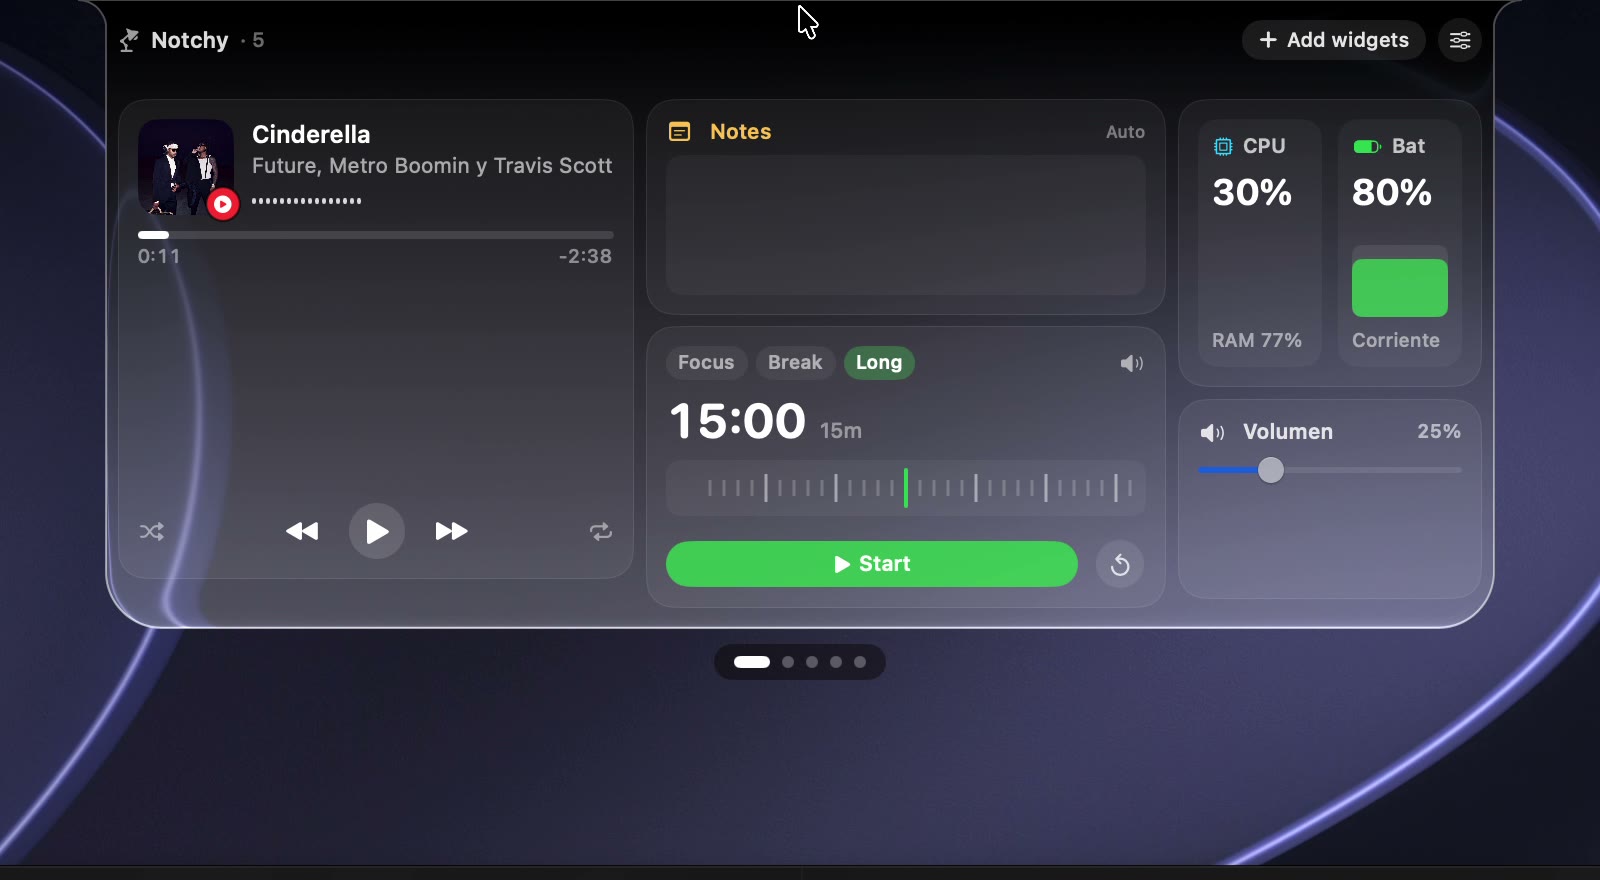 Notchy · 5
+ Add widgets
Cinderella
Future, Metro Boomin y Travis Scott
0:11
-2:38
Notes
Auto
Focus
Break
Long
15:00 15m
Start
CPU
30%
RAM 77%
Bat
80%
Corriente
Volumen
25%